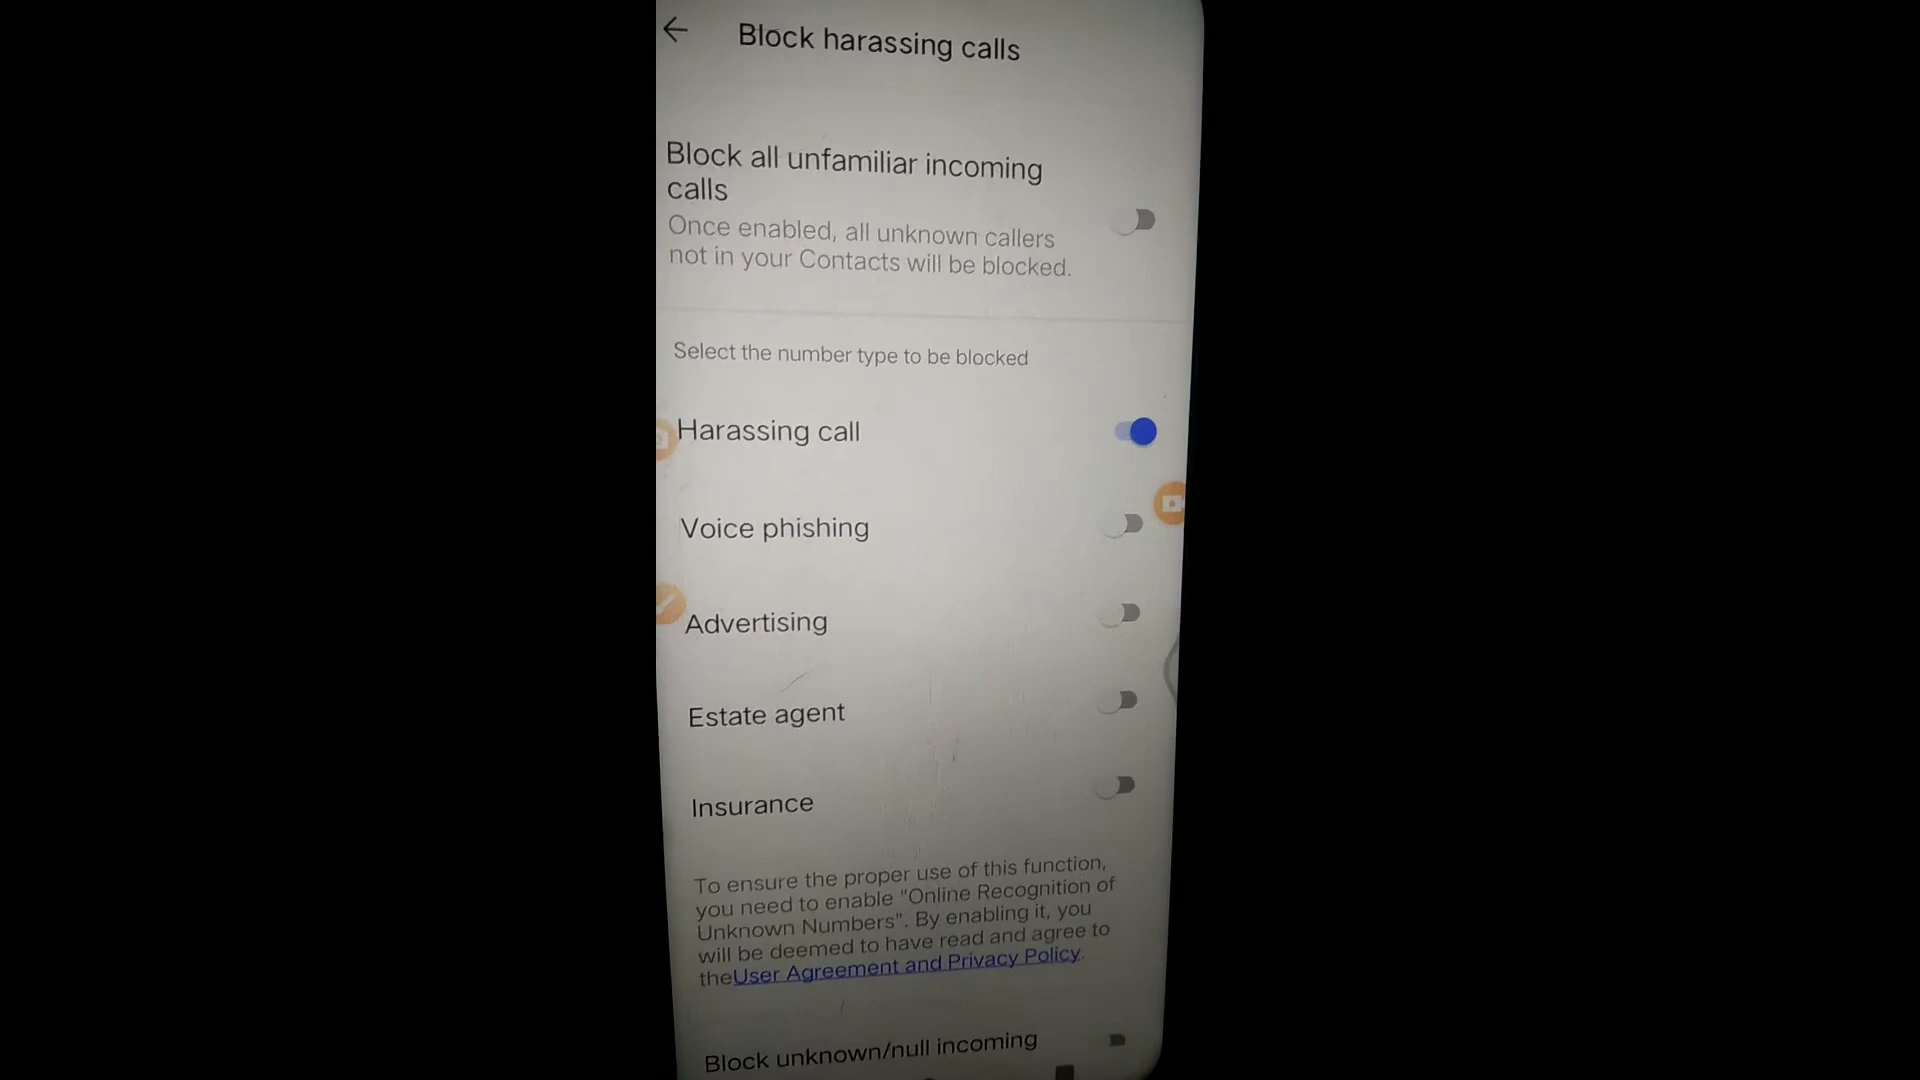 Block harassing calls
Block all unfamiliar incoming
calls
Once enabled, all unknown callers
not in your Contacts will be blocked.
Select the number type to be blocked
Harassing call
Voice phishing
Advertising
Estate agent
Insurance
To ensure the proper use of this function,
you need to enable "Online Recognition of
Unknown Numbers". By enabling it, you
will be deemed to have read and agree to
theUser Agreement and Privacy Policy.
Block unknown/null incoming